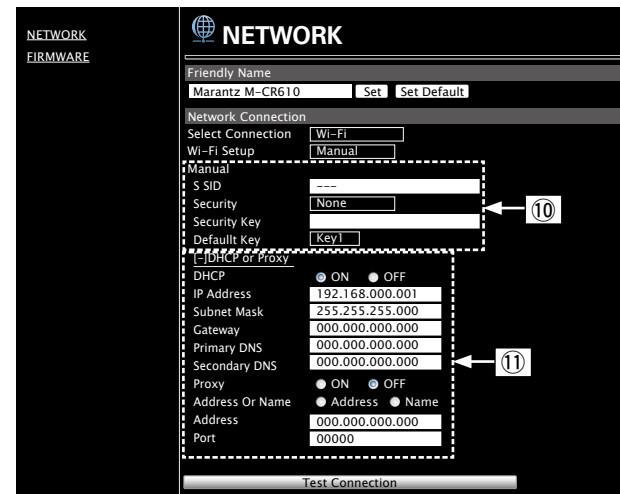 NETWORK
FIRMWARE
NETWORK
Friendly Name
Marantz M-CR610 Set Set Default
Network Connection
Select Connection Wi-Fi
Wi-Fi Setup Manual
Manual
S SID ---
Security None
Security Key
Defaullt Key Key1
⑩
[-]DHCP or Proxy
DHCP ON OFF
IP Address 192.168.000.001
Subnet Mask 255.255.255.000
Gateway 000.000.000.000
Primary DNS 000.000.000.000
Secondary DNS 000.000.000.000
⑪
Proxy ON OFF
Address Or Name Address Name
Address 000.000.000.000
Port 00000
Test Connection